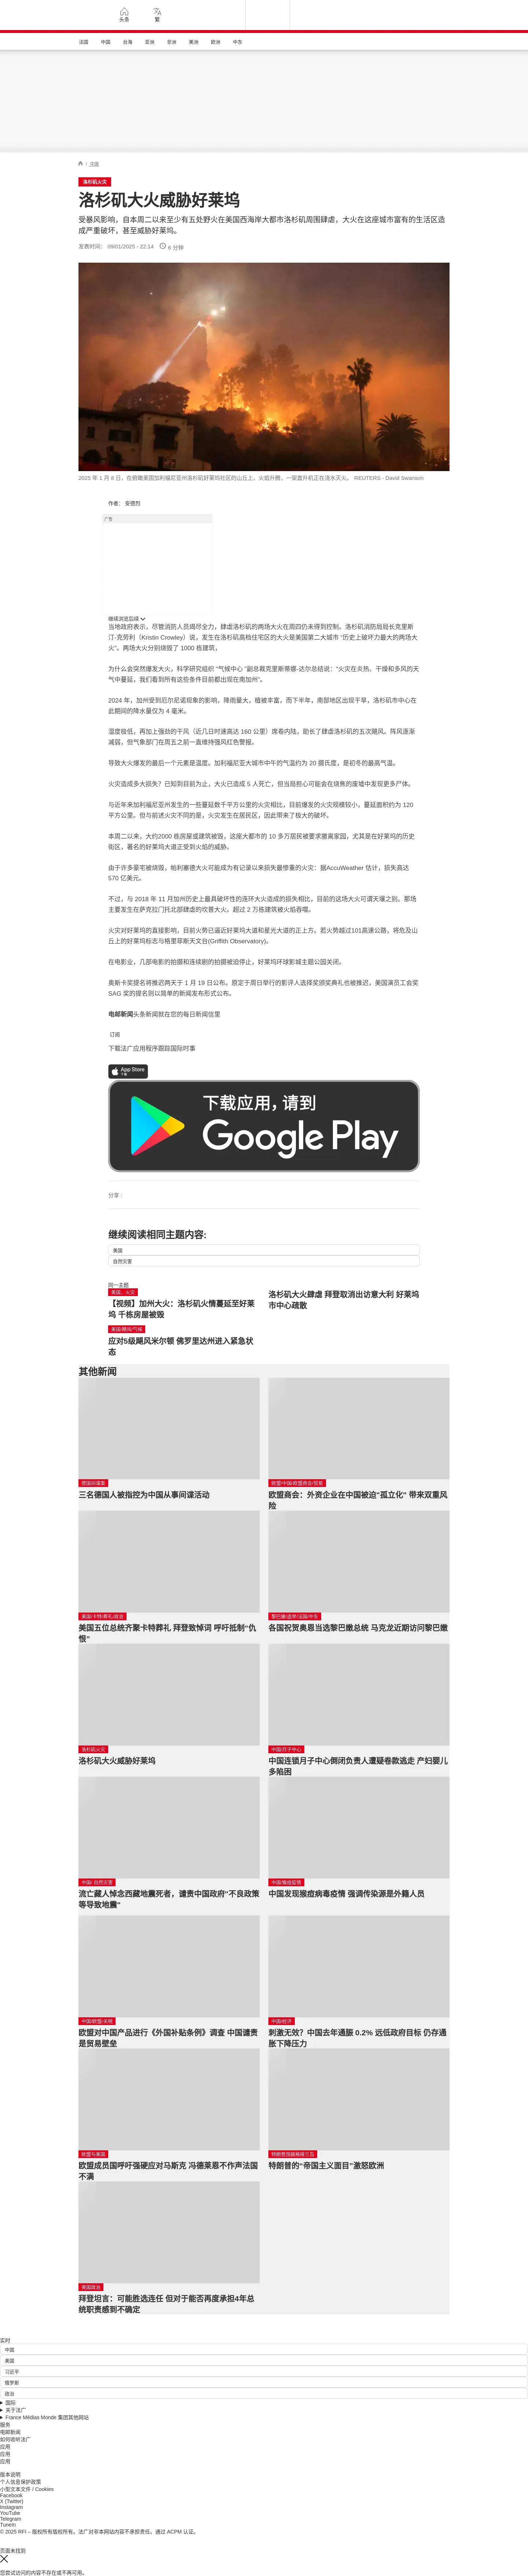 头条
繁
法国
中国
台海
亚洲
非洲
美洲
欧洲
中东
/ 中南
洛杉矶火灾
洛杉矶大火威胁好莱坞
受暴风影响，自本周二以来至少有五处野火在美国西海岸大都市洛杉矶周围肆虐，大火在这座城市富有的生活区造成严重破坏，甚至威胁好莱坞。
发表时间： 09/01/2025 - 22:14
6 分钟
2025 年 1 月 8 日，在俯瞰美国加利福尼亚州洛杉矶好莱坞社区的山丘上，火焰升腾，一架直升机正在浇水灭火。 REUTERS - David Swanson
作者： 安德烈
广告
继续浏览后续
当地政府表示，尽管消防人员竭尽全力，肆虐洛杉矶的两场大火在周四仍未得到控制。洛杉矶消防局局长克里斯汀-克劳利（Kristin Crowley）说，发生在洛杉矶高档住宅区的大火是美国第二大城市 "历史上破坏力最大的两场大火"。两场大火分别烧毁了 1000 栋建筑，
为什么会突然爆发大火，科学研究组织 "气候中心 "副总裁克里斯蒂娜-达尔总结说："火灾在炎热、干燥和多风的天气中蔓延，我们看到所有这些条件目前都出现在南加州"。
2024 年，加州受到厄尔尼诺现象的影响，降雨量大，植被丰富，而下半年，南部地区出现干旱，洛杉矶市中心在此期间的降水量仅为 4 毫米。
湿度极低，再加上强劲的干风（近几日时速高达 160 公里）席卷内陆，助长了肆虐洛杉矶的五次飓风。阵风逐渐减弱，但气象部门在周五之前一直维持强风红色警报。
导致大火爆发的最后一个元素是温度。加利福尼亚大城市中午的气温约为 20 摄氏度，是初冬的最高气温。
火灾造成多大损失？已知到目前为止，大火已造成 5 人死亡，但当局担心可能会在烧焦的废墟中发现更多尸体。
与近年来加利福尼亚州发生的一些蔓延数千平方公里的火灾相比，目前爆发的火灾规模较小，蔓延面积约为 120 平方公里。但与前述火灾不同的是，火灾发生在居民区，因此带来了极大的破坏。
本周二以来，大约2000 栋房屋或建筑被毁，这座大都市的 10 多万居民被要求撤离家园，尤其是在好莱坞的历史街区，著名的好莱坞大道正受到火焰的威胁。
由于许多豪宅被烧毁，帕利塞德大火可能成为有记录以来损失最惨重的火灾：据AccuWeather 估计，损失高达 570 亿美元。
不过，与 2018 年 11 月加州历史上最具破坏性的连环大火造成的损失相比，目前的这场大火可谓天壤之别。那场主要发生在萨克拉门托北部肆虐的坎普大火，超过 2 万栋建筑被火焰吞噬。
火灾对好莱坞的直接影响，目前火势已逼近好莱坞大道和星光大道的正上方。若火势越过101高速公路，将危及山丘上的好莱坞标志与格里菲斯天文台(Griffith Observatory)。
在电影业，几部电影的拍摄和连续剧的拍摄被迫停止，好莱坞环球影城主题公园关闭。
奥斯卡奖提名将推迟两天于 1 月 19 日公布。原定于周日举行的影评人选择奖颁奖典礼也被推迟，美国演员工会奖 SAG 奖的提名则以简单的新闻发布形式公布。
电邮新闻头条新闻就在您的每日新闻信里
订阅
下载法广应用程序跟踪国际时事
App Store
下载
下载应用，请到
Google Play
分享 :
继续阅读相同主题内容:
美国
自然灾害
同一主题
美国、火灾
【视频】加州大火：洛杉矶火情蔓延至好莱坞 千栋房屋被毁
洛杉矶大火肆虐 拜登取消出访意大利 好莱坞市中心疏散
美国/飓风/气候
应对5级飓风米尔顿 佛罗里达州进入紧急状态
其他新闻
德国间谍案
三名德国人被指控为中国从事间谍活动
欧盟/中国/欧盟商会/贸易
欧盟商会：外资企业在中国被迫"孤立化" 带来双重风险
美国/卡特/葬礼/政治
美国五位总统齐聚卡特葬礼 拜登致悼词 呼吁抵制"仇恨"
黎巴嫩/选举/法国/中东
各国祝贺奥恩当选黎巴嫩总统 马克龙近期访问黎巴嫩
洛杉矶火灾
洛杉矶大火威胁好莱坞
中国/月子中心
中国连锁月子中心倒闭负责人遭疑卷款逃走 产妇婴儿多陷困
中国/ 自然灾害
流亡藏人悼念西藏地震死者，谴责中国政府"不良政策等导致地震"
中国/猴痘疫情
中国发现猴痘病毒疫情 强调传染源是外籍人员
中国/欧盟/关税
欧盟对中国产品进行《外国补贴条例》调查 中国谴责是贸易壁垒
中国/经济
刺激无效？中国去年通胀 0.2% 远低政府目标 仍存通胀下降压力
欧盟与美国
欧盟成员国呼吁强硬应对马斯克 冯德莱恩不作声法国不满
特朗普觊觎格陵兰岛
特朗普的"帝国主义面目"激怒欧洲
美国政治
拜登坦言：可能胜选连任 但对于能否再度承担4年总统职责感到不确定
实时
中国
美国
习近平
俄罗斯
政治
国际
关于法广
France Médias Monde 集团其他网站
服务
电邮新闻
如何收听法广
应用
应用
应用
版本说明
个人信息保护政策
小型文本文件 / Cookies
Facebook
X (Twitter)
Instagram
YouTube
Telegram
TuneIn
© 2025 RFI – 版权所有版权所有。法广对非本网站内容不承担责任。通过 ACPM 认证。
页面未找到
您尝试访问的内容不存在或不再可用。